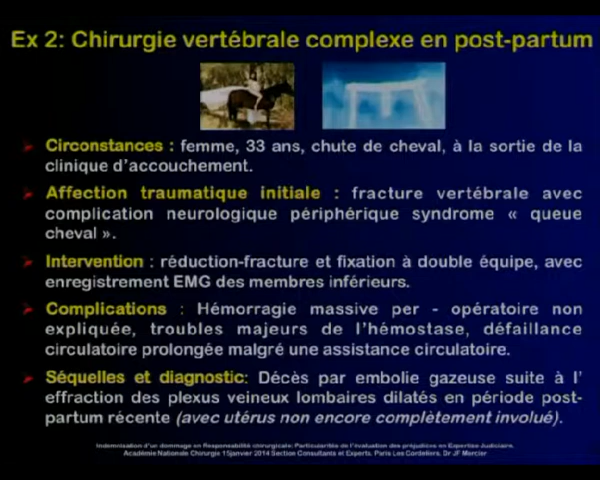 Ex 2: Chirurgie vertébrale complexe en post-partum
Circonstances : femme, 33 ans, chute de cheval, à la sortie de la
clinique d'accouchement.
Affection traumatique initiale : fracture vertébrale avec
complication neurologique périphérique syndrome « queue
cheval ».
Intervention : réduction-fracture et fixation à double équipe, avec
enregistrement EMG des membres inférieurs.
Complications : Hémorragie massive per - opératoire non
expliquée, troubles majeurs de l'hémostase, défaillance
circulatoire prolongée malgré une assistance circulatoire.
Séquelles et diagnostic: Décès par embolie gazeuse suite à l'
effraction des plexus veineux lombaires dilatés en période post-
partum récente (avec utérus non encore complètement involué).
Indemnisation d'un dommage en Responsabilité chirurgicale: Particularités de l'évaluation des préjudices en Expertise Judiciaire.
Académie Nationale Chirurgie 15janvier 2014 Section Consultants et Experts, Paris Les Cordeliers, Dr JF Mercier